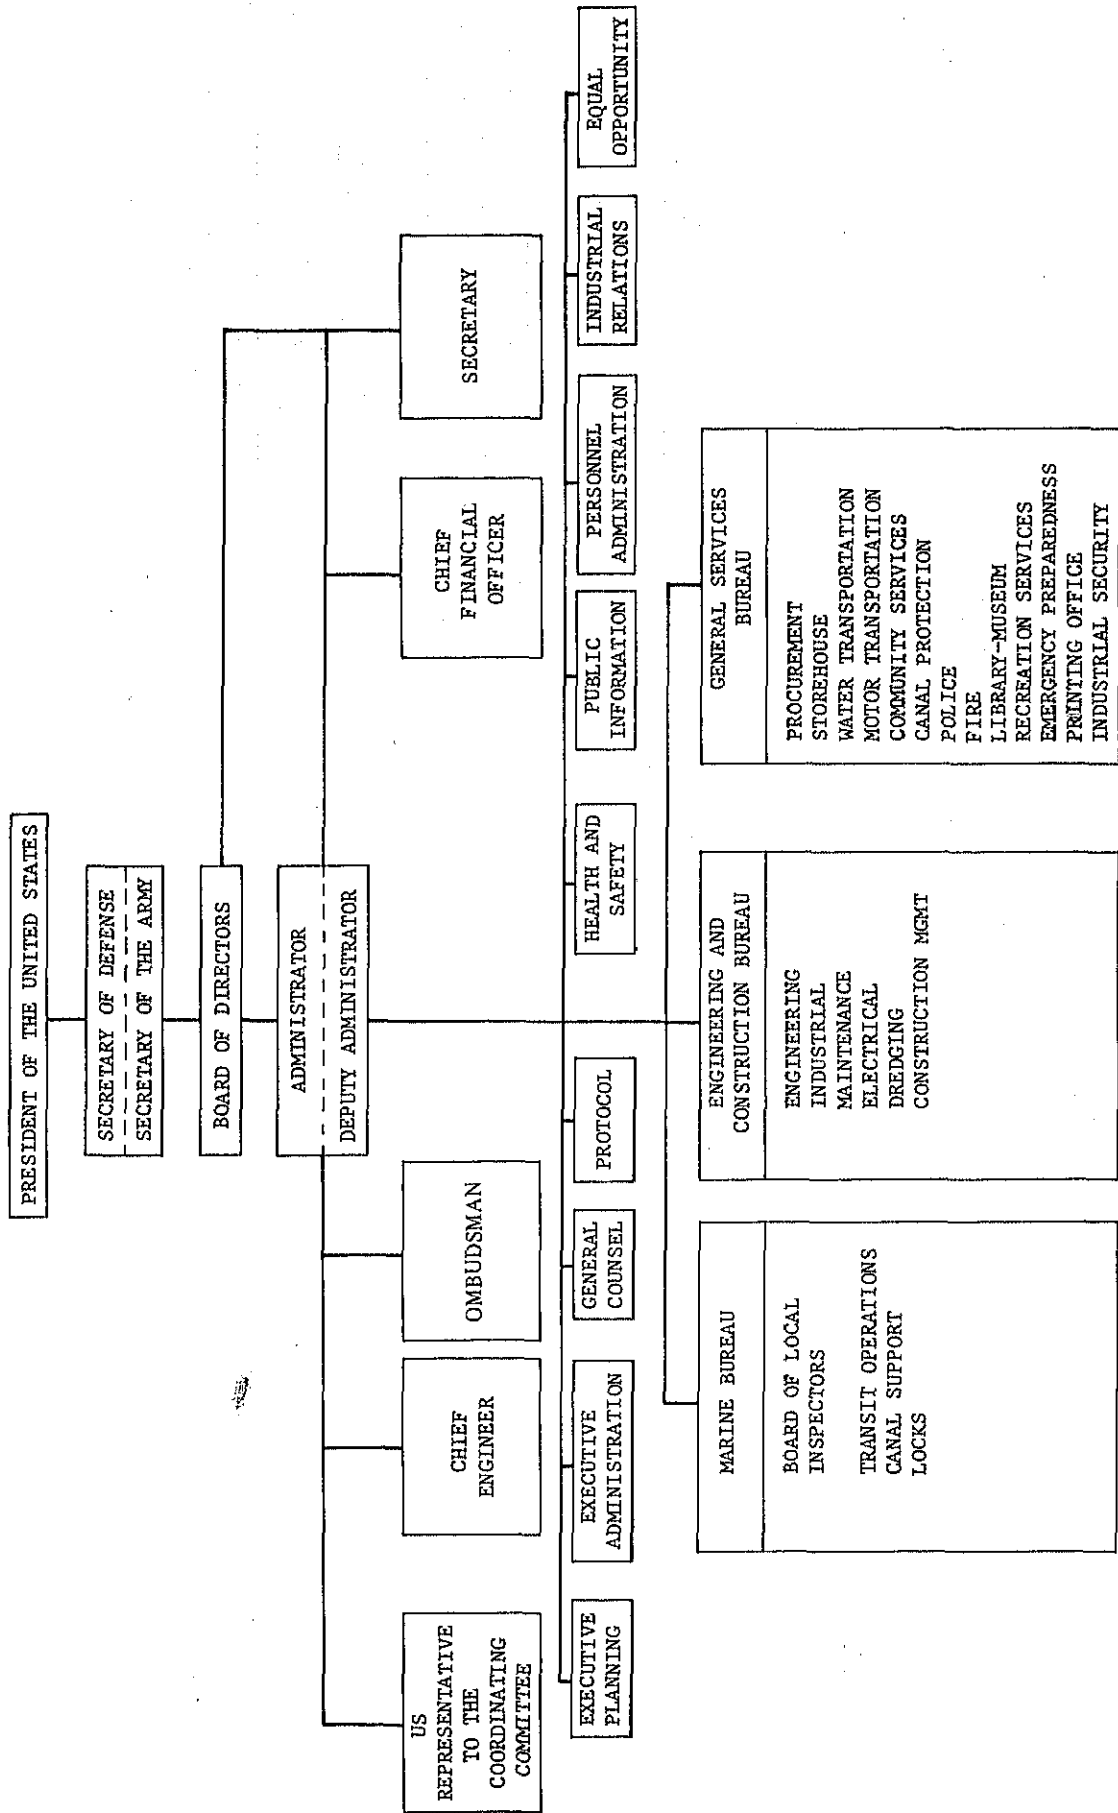 PRESIDENT OF THE UNITED STATES
SECRETARY OF DEFENSE
SECRETARY OF THE ARMY
BOARD OF DIRECTORS
ADMINISTRATOR
DEPUTY ADMINISTRATOR
US
REPRESENTATIVE
TO THE
COORDINATING
COMMITTEE
CHIEF
ENGINEER
OMBUDSMAN
CHIEF
FINANCIAL
OFFICER
SECRETARY
EXECUTIVE
PLANNING
EXECUTIVE
ADMINISTRATION
GENERAL
COUNSEL
PROTOCOL
HEALTH AND
SAFETY
PUBLIC
INFORMATION
PERSONNEL
ADMINISTRATION
INDUSTRIAL
RELATIONS
EQUAL
OPPORTUNITY
MARINE BUREAU
BOARD OF LOCAL
INSPECTORS
TRANSIT OPERATIONS
CANAL SUPPORT
LOCKS
ENGINEERING AND
CONSTRUCTION BUREAU
ENGINEERING
INDUSTRIAL
MAINTENANCE
ELECTRICAL
DREDGING
CONSTRUCTION MGMT
GENERAL SERVICES
BUREAU
PROCUREMENT
STOREHOUSE
WATER TRANSPORTATION
MOTOR TRANSPORTATION
COMMUNITY SERVICES
CANAL PROTECTION
POLICE
FIRE
LIBRARY-MUSEUM
RECREATION SERVICES
EMERGENCY PREPAREDNESS
PRINTING OFFICE
INDUSTRIAL SECURITY